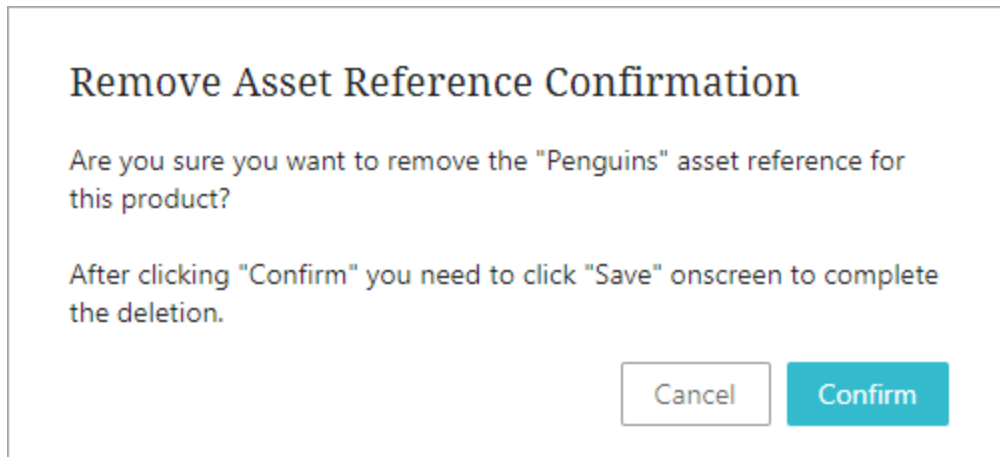 Remove Asset Reference Confirmation
Are you sure you want to remove the "Penguins" asset reference for
this product?
After clicking "Confirm" you need to click "Save" onscreen to complete
the deletion.
Cancel Confirm